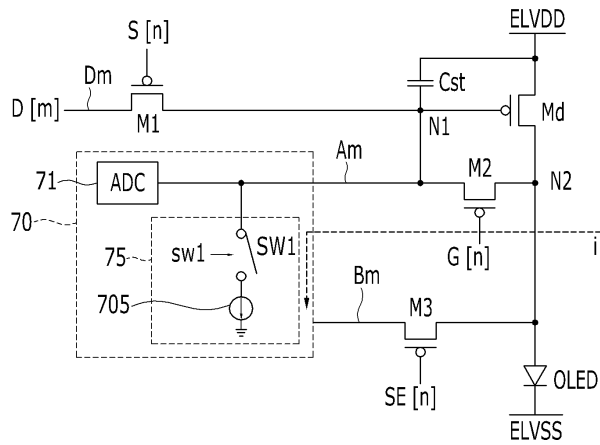 ELVDD
S [n]
Dm
Cst
D [m]
M1
N1
Md
Am
M2
N2
71
ADC
70
75
sw1
SW1
G [n]
i
705
Bm
M3
OLED
SE [n]
ELVSS